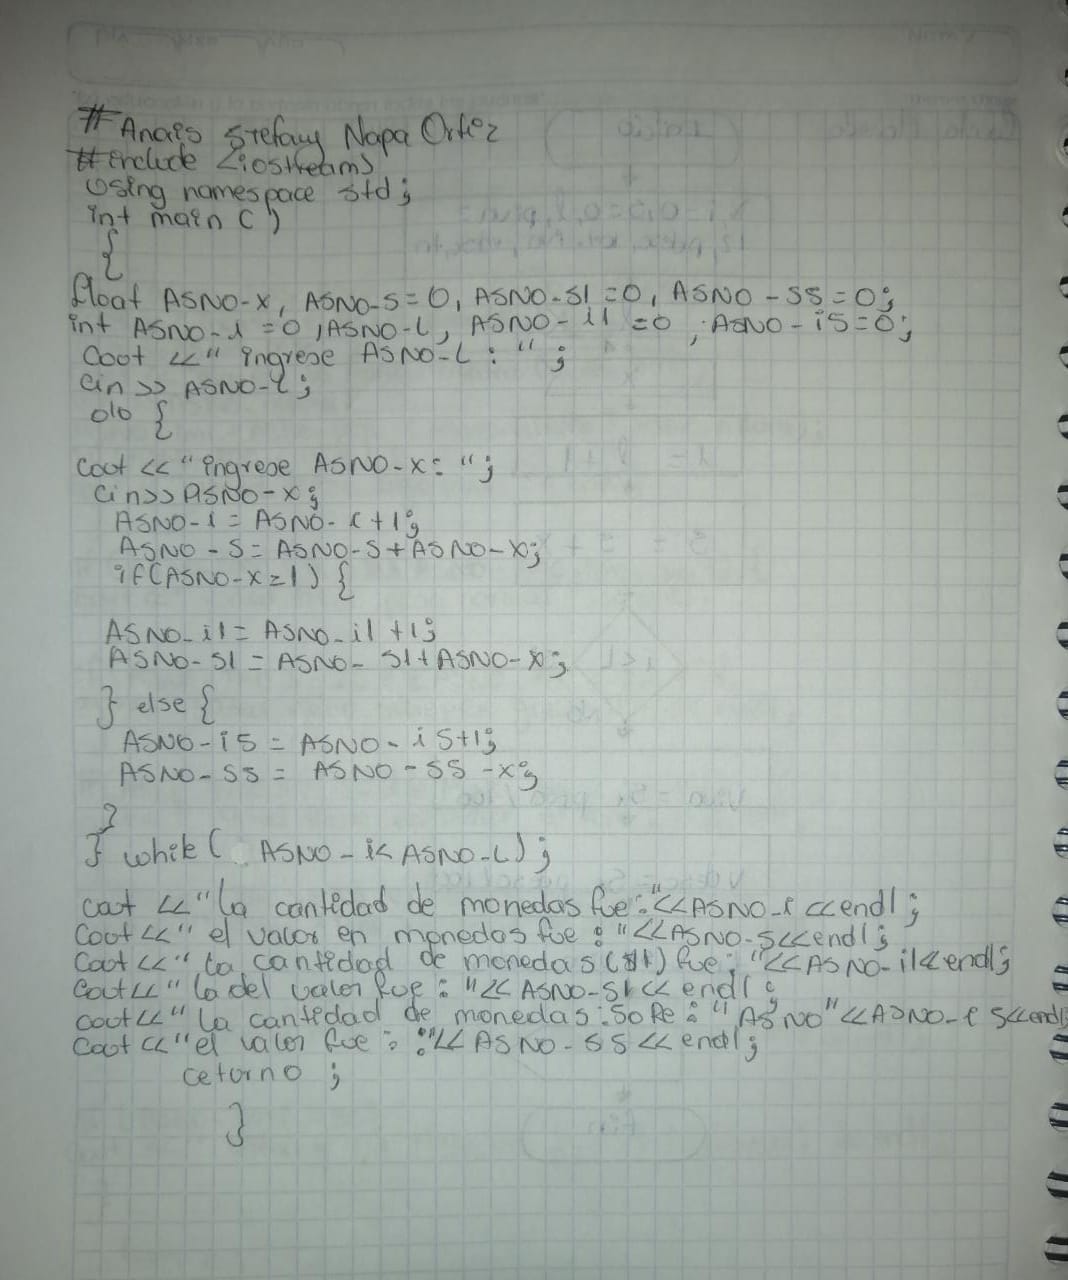 # Anais Stefany Napa Ortiz
#include <iostream>
using namespace std;
int main ()
{
float ASNO-x, ASNO-S=0, ASNO-S1=0, ASNO-SS=0;
int ASNO-i=0, ASNO-L, ASNO-i1=0, ASNO-iS=0;
Cout <<" ingrese ASNO-L: ";
cin >> ASNO-L;
do {
Cout << "ingrese ASNO-x: ";
cin>> ASNO-x;
ASNO-i = ASNO-i+1;
ASNO-S= ASNO-S+ASNO-x;
if(ASNO-x=1) {
ASNO-i1= ASNO-i1+1;
ASNO-S1 = ASNO-S1+ASNO-x;
} else {
ASNO-iS = ASNO-iS+1;
ASNO-SS = ASNO-SS-x;
}
} while( ASNO-i< ASNO-L);
cout <<"la cantidad de monedas fue:"<<ASNO-i<<endl;
Cout<<" el valor en monedas fue : "<<ASNO-S<<endl;
Cout<<" la cantidad de monedas (S/1) fue: "<<ASNO-i1<<endl;
Cout<<" la del valor fue : "<< ASNO-S1<< endl;
cout<<" la cantidad de monedas: 50 fe : "ASNO"<<ASNO-iS<<endl;
Cout <<"el valor fue : :"<< ASNO-SS<< endl;
retorno ;
}